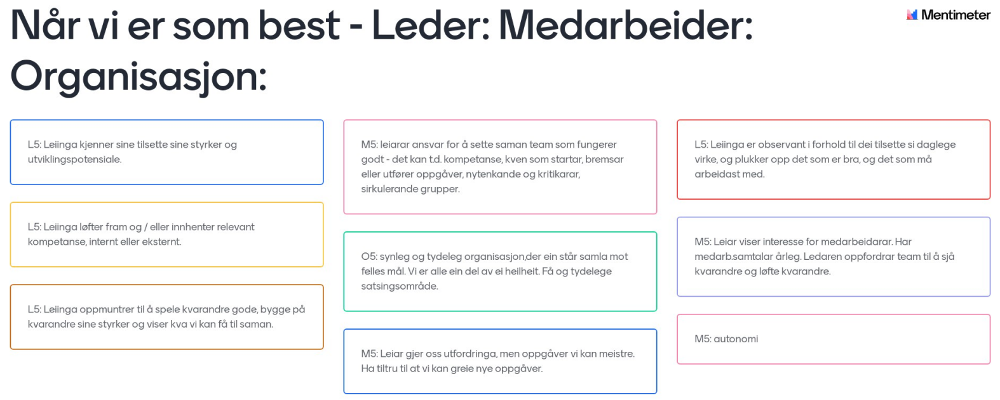 Når vi er som best - Leder: Medarbeider:
Organisasjon:
Mentimeter
L5: Leiinga kjenner sine tilsette sine styrker og
utviklingspotensiale.
L5: Leiinga løfter fram og / eller innhenter relevant
kompetanse, internt eller eksternt.
L5: Leiinga oppmuntrer til å spele kvarandre gode, bygge på
kvarandre sine styrker og viser kva vi kan få til saman.
M5: leiarar ansvar for å sette saman team som fungerer
godt - det kan t.d. kompetanse, kven som startar, bremsar
eller utfører oppgåver, nytenkande og kritikarar,
sirkulerande grupper.
O5: synleg og tydeleg organisasjon,der ein står samla mot
felles mål. Vi er alle ein del av ei heilheit. Få og tydelege
satsingsområde.
M5: Leiar gjer oss utfordringa, men oppgåver vi kan meistre.
Ha tiltru til at vi kan greie nye oppgåver.
L5: Leiinga er observant i forhold til dei tilsette si daglege
virke, og plukker opp det som er bra, og det som må
arbeidast med.
M5: Leiar viser interesse for medarbeidarar. Har
medarb.samtalar årleg. Ledaren oppfordrar team til å sjå
kvarandre og løfte kvarandre.
M5: autonomi